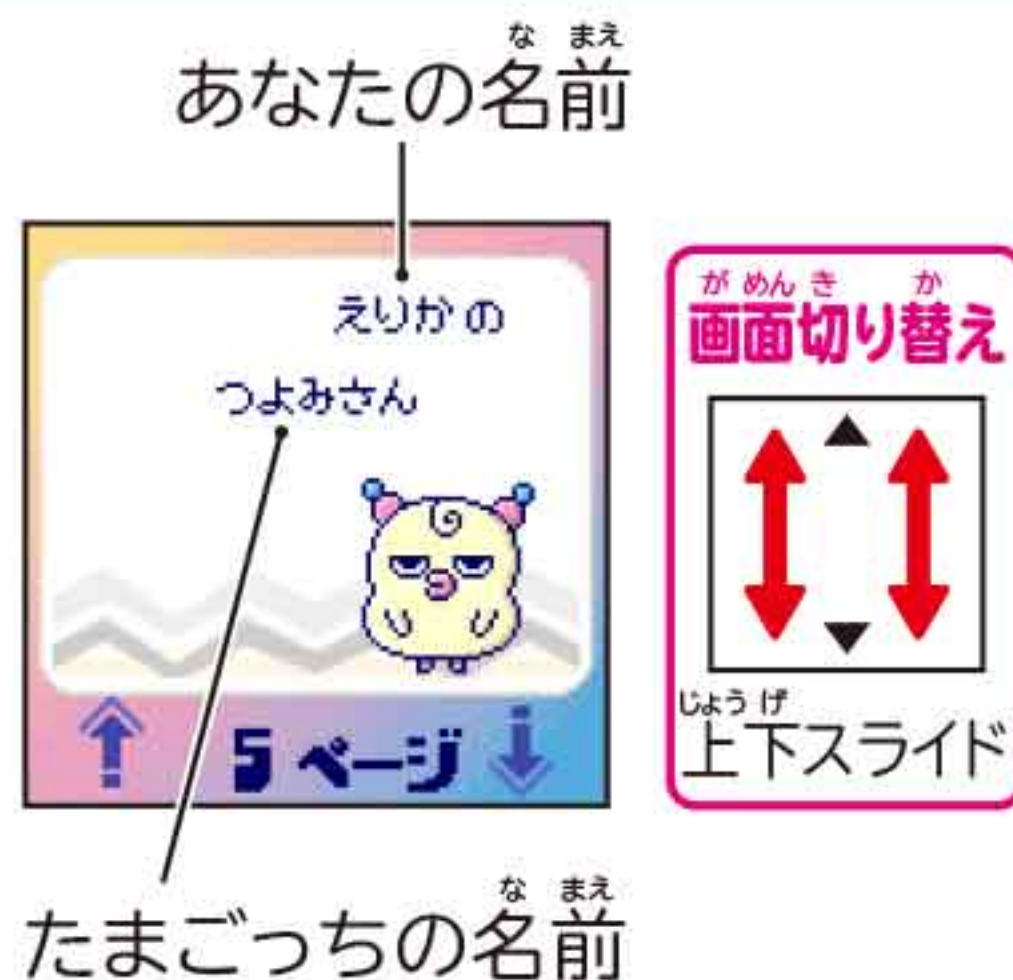 な まえ
あなたの名前
えりかの
つよみさん
5 ページ
がめんき か
画面切り替え
じょうげ
上下スライド
な まえ
たまごっちの名前